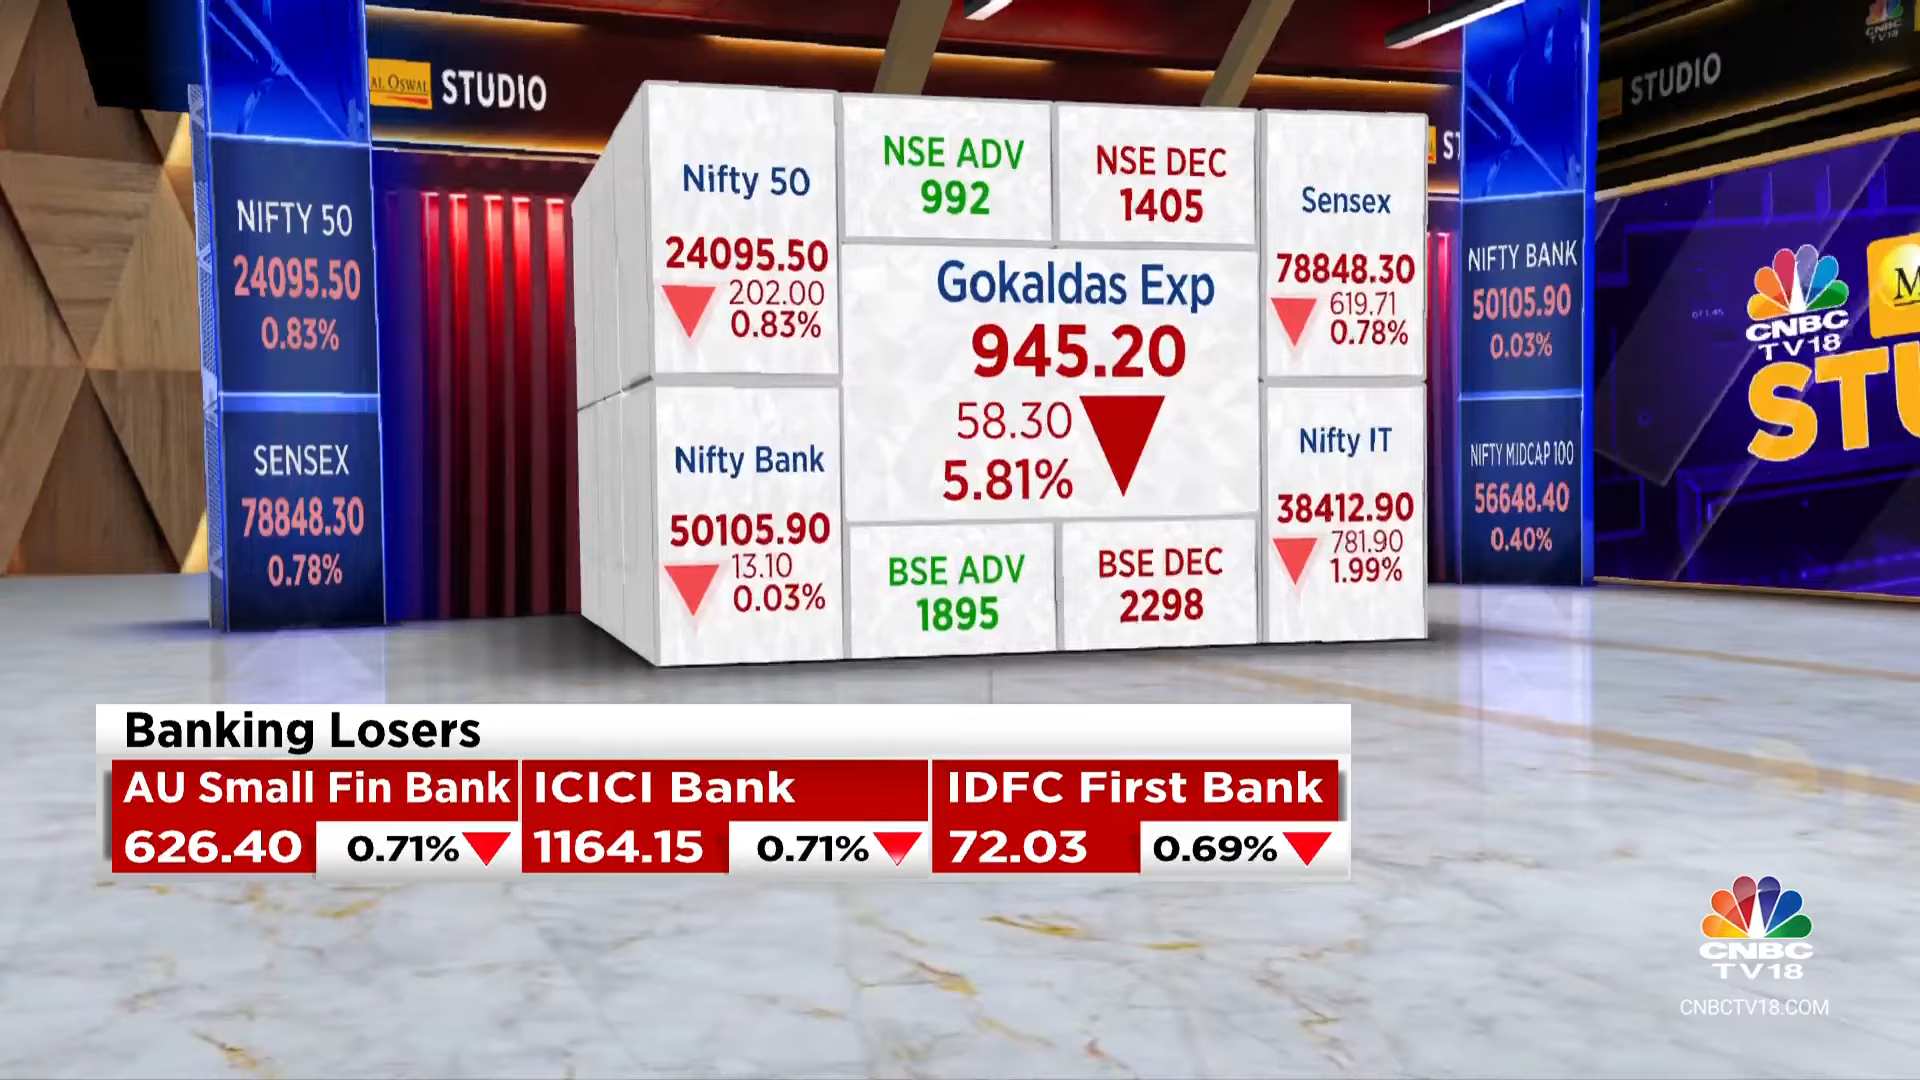 AL OSWAL STUDIO
STUDIO
CNBC
TV18
NIFTY 50
24095.50
0.83%
SENSEX
78848.30
0.78%
Nifty 50
24095.50
202.00
0.83%
Nifty Bank
50105.90
13.10
0.03%
NSE ADV
992
NSE DEC
1405
Gokaldas Exp
945.20
58.30
5.81%
BSE ADV
1895
BSE DEC
2298
Sensex
78848.30
619.71
0.78%
Nifty IT
38412.90
781.90
1.99%
ST
NIFTY BANK
50105.90
0.03%
NIFTY MIDCAP 100
56648.40
0.40%
CNBC
TV18
M
STU
Banking Losers
AU Small Fin Bank
626.40 0.71%
ICICI Bank
1164.15 0.71%
IDFC First Bank
72.03 0.69%
CNBC
TV18
CNBCTV18.COM